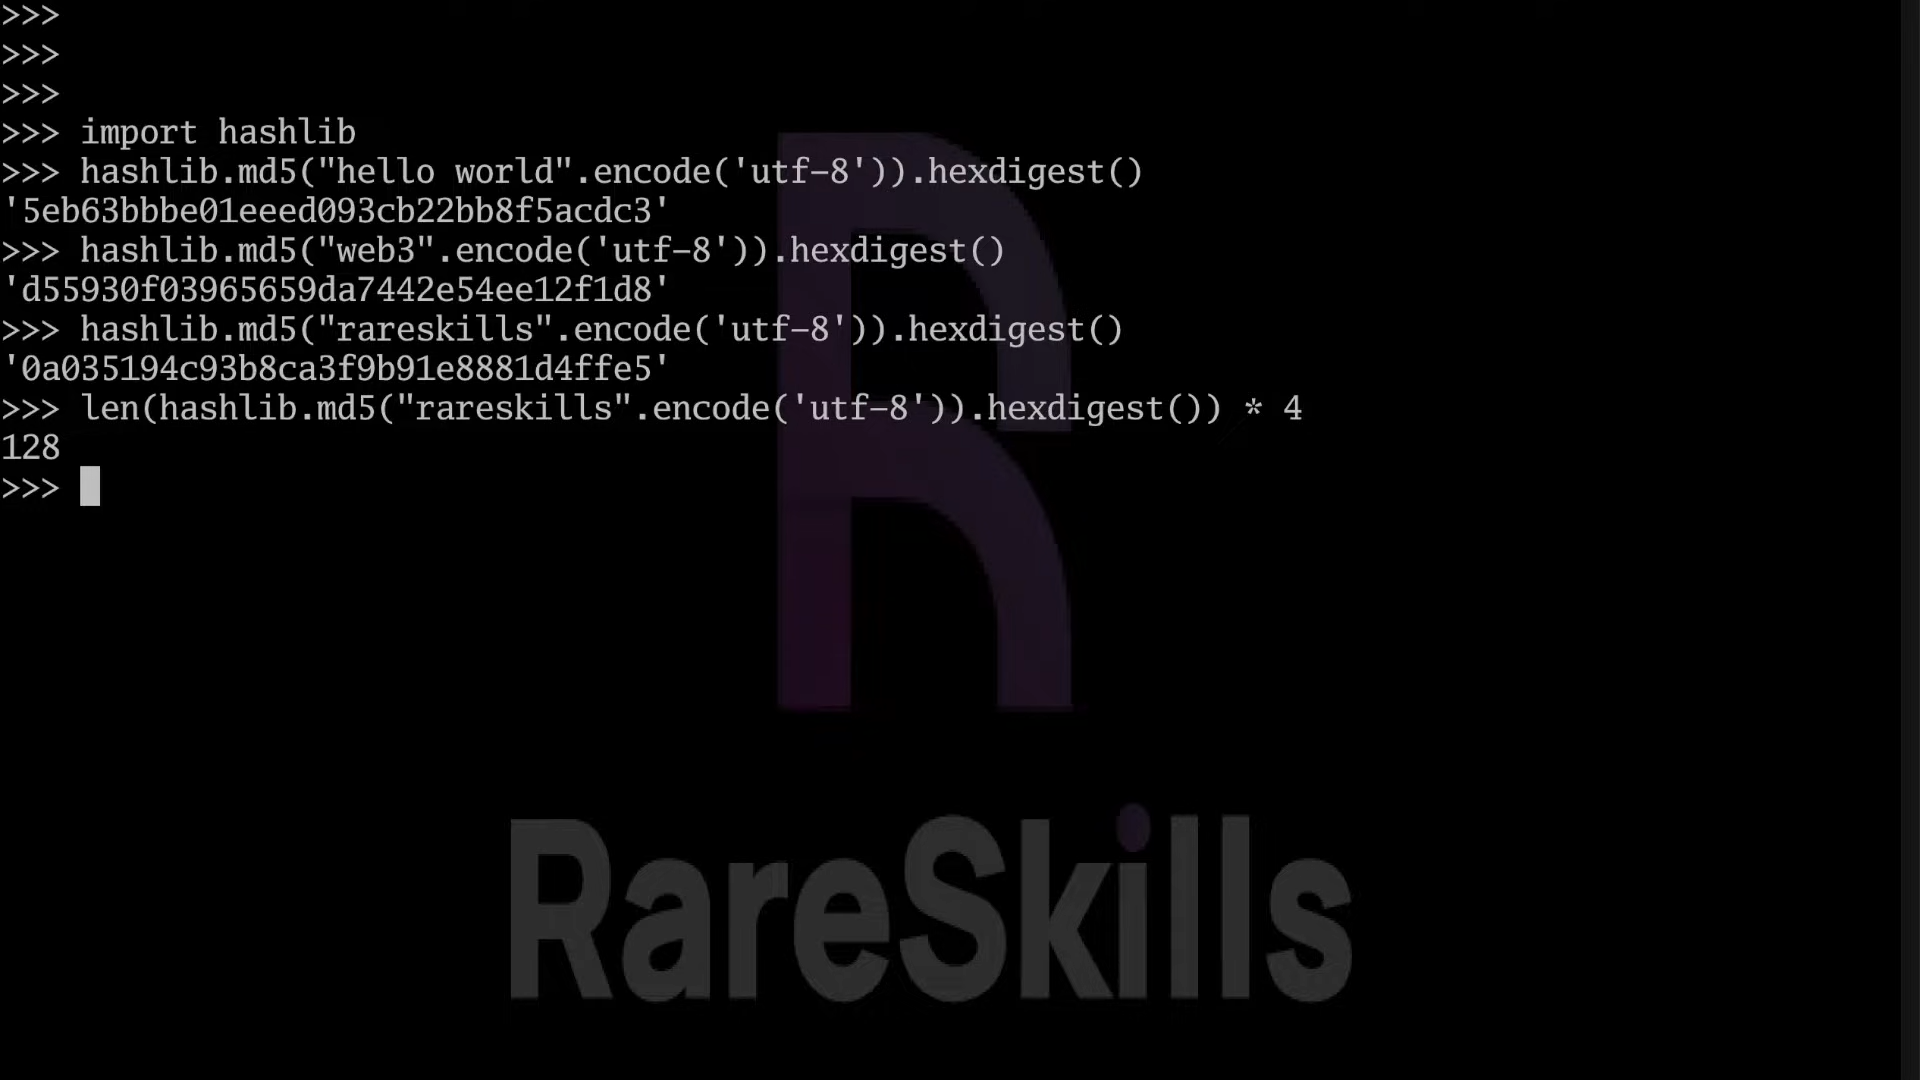 >>>
>>>
>>>
>>> import hashlib
>>> hashlib.md5("hello world".encode('utf-8')).hexdigest()
'5eb63bbbe01eeed093cb22bb8f5acdc3'
>>> hashlib.md5("web3".encode('utf-8')).hexdigest()
'd55930f03965659da7442e54ee12f1d8'
>>> hashlib.md5("rareskills".encode('utf-8')).hexdigest()
'0a035194c93b8ca3f9b91e8881d4ffe5'
>>> len(hashlib.md5("rareskills".encode('utf-8')).hexdigest()) * 4
128
>>>
RareSkills